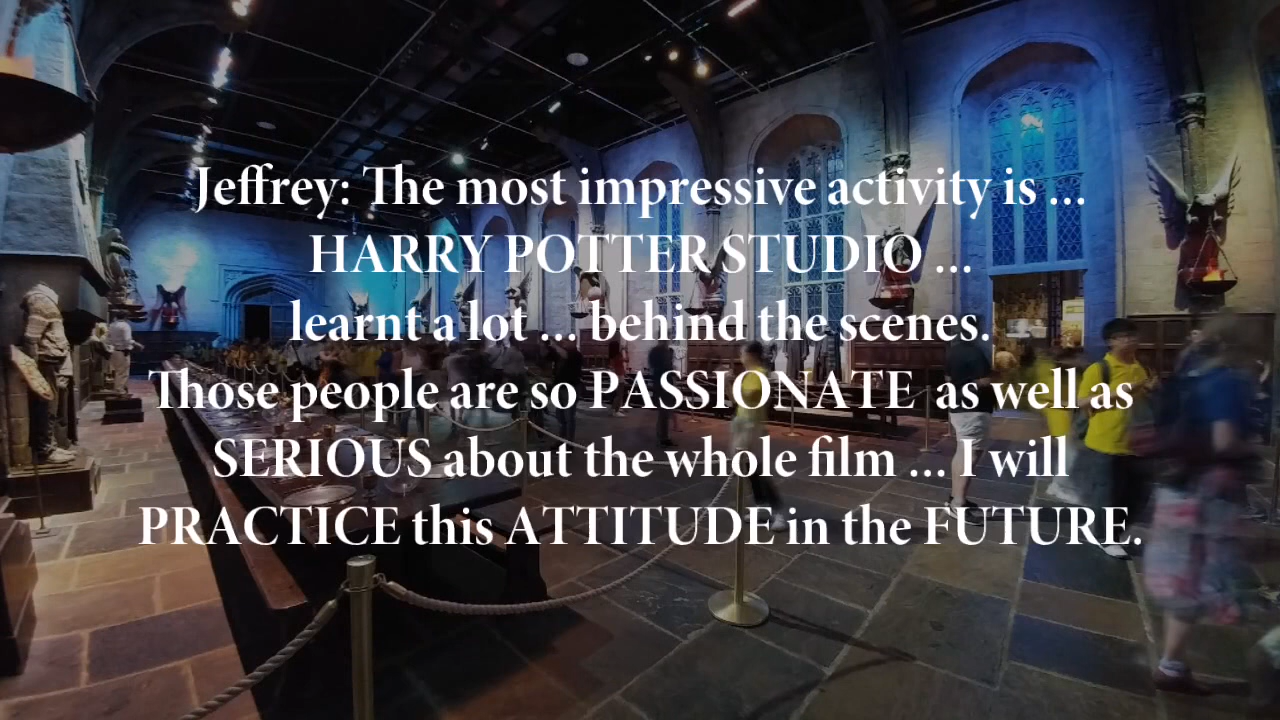 Jeffrey: The most impressive activity is ...
HARRY POTTER STUDIO ...
learnt a lot ... behind the scenes.
Those people are so PASSIONATE  as well as
SERIOUS about the whole film ... I will
PRACTICE this ATTITUDE in the FUTURE.